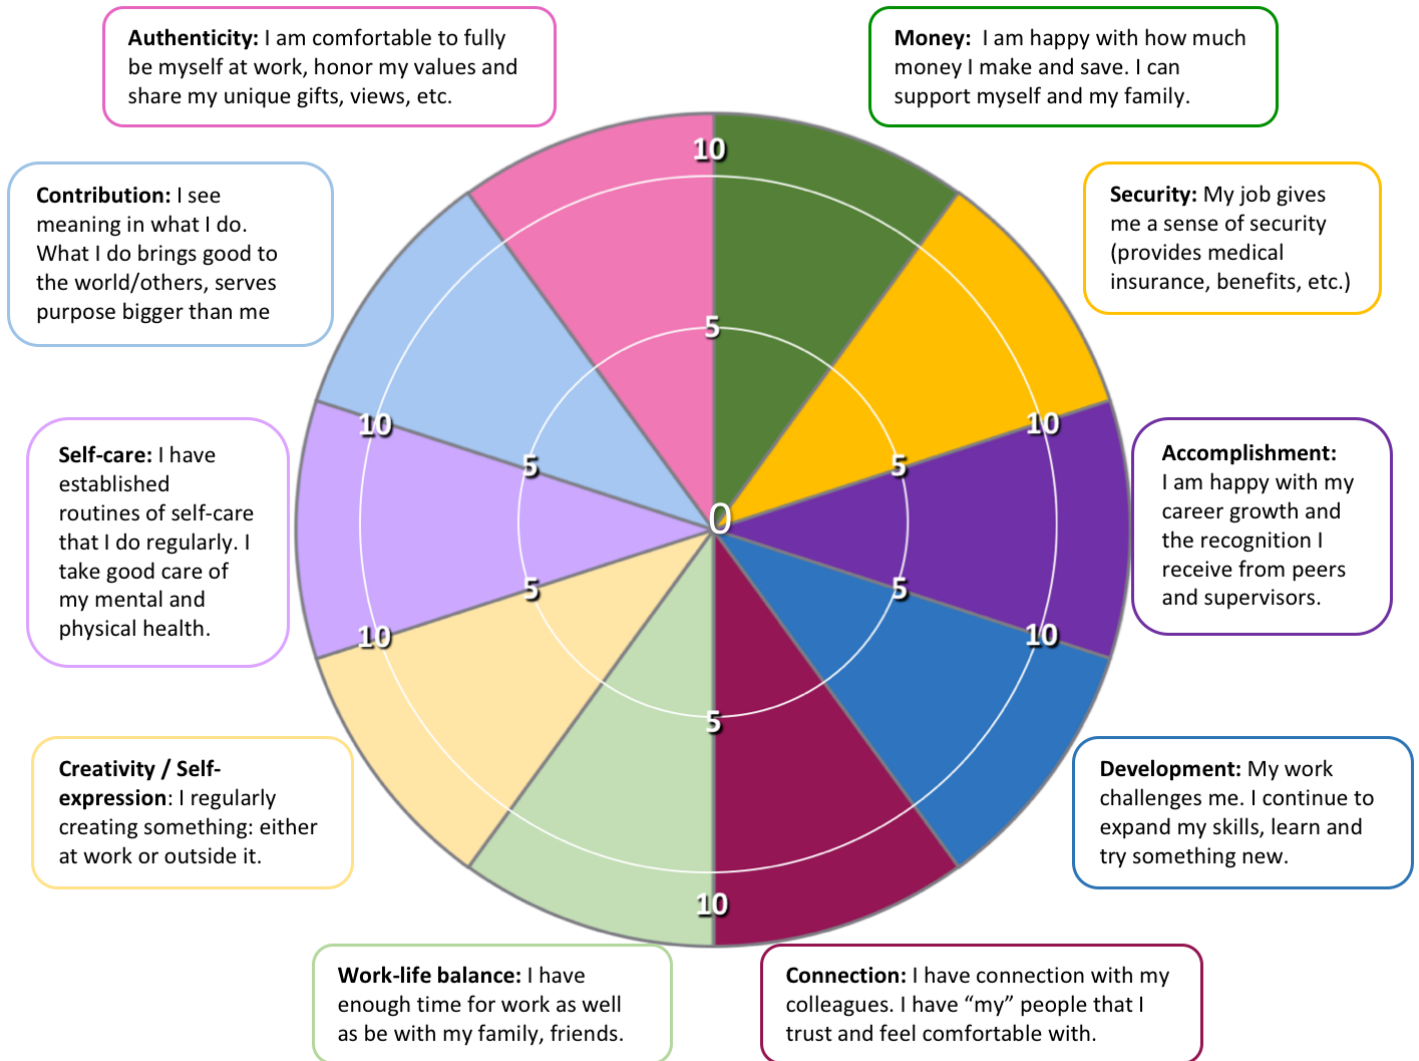 Authenticity: I am comfortable to fully
be myself at work, honor my values and
share my unique gifts, views, etc.
Money:  I am happy with how much
money I make and save. I can
support myself and my family.
Contribution: I see
meaning in what I do.
What I do brings good to
the world/others, serves
purpose bigger than me
Security: My job gives
me a sense of security
(provides medical
insurance, benefits, etc.)
10
5
10
5
10
5
0
5
10
5
10
5
10
Self-care: I have
established
routines of self-care
that I do regularly. I
take good care of
my mental and
physical health.
Accomplishment:
I am happy with my
career growth and
the recognition I
receive from peers
and supervisors.
Creativity / Self-
expression: I regularly
creating something: either
at work or outside it.
Development: My work
challenges me. I continue to
expand my skills, learn and
try something new.
Work-life balance: I have
enough time for work as well
as be with my family, friends.
Connection: I have connection with my
colleagues. I have “my” people that I
trust and feel comfortable with.